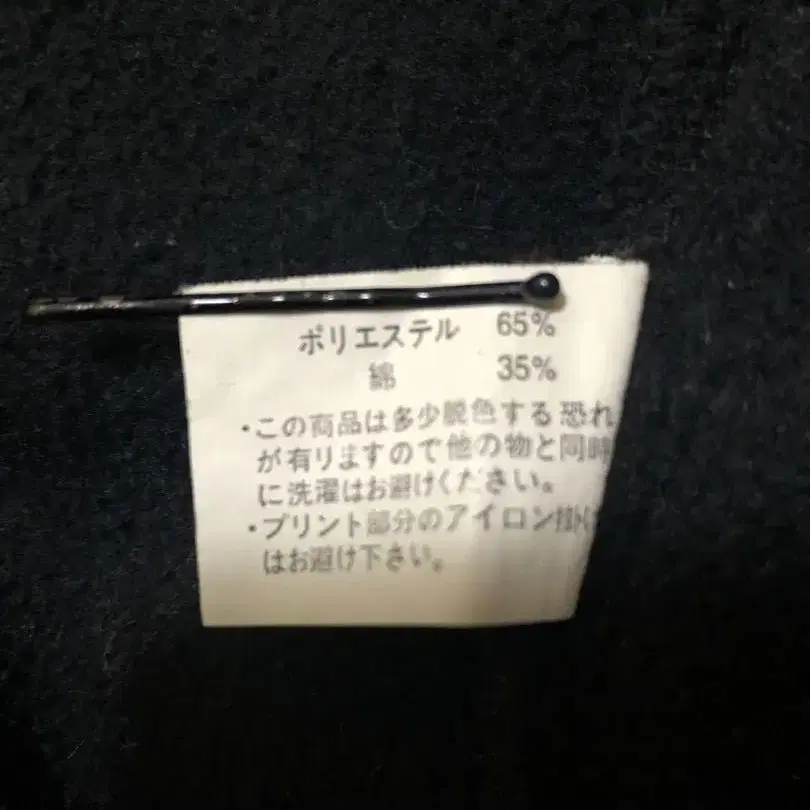 ポリエステル 65%
綿 35%
・この商品は多少脱色する恐れ
が有りますので他の物と同時
に洗濯はお避けください。
・プリント部分のアイロン掛け
はお避け下さい。